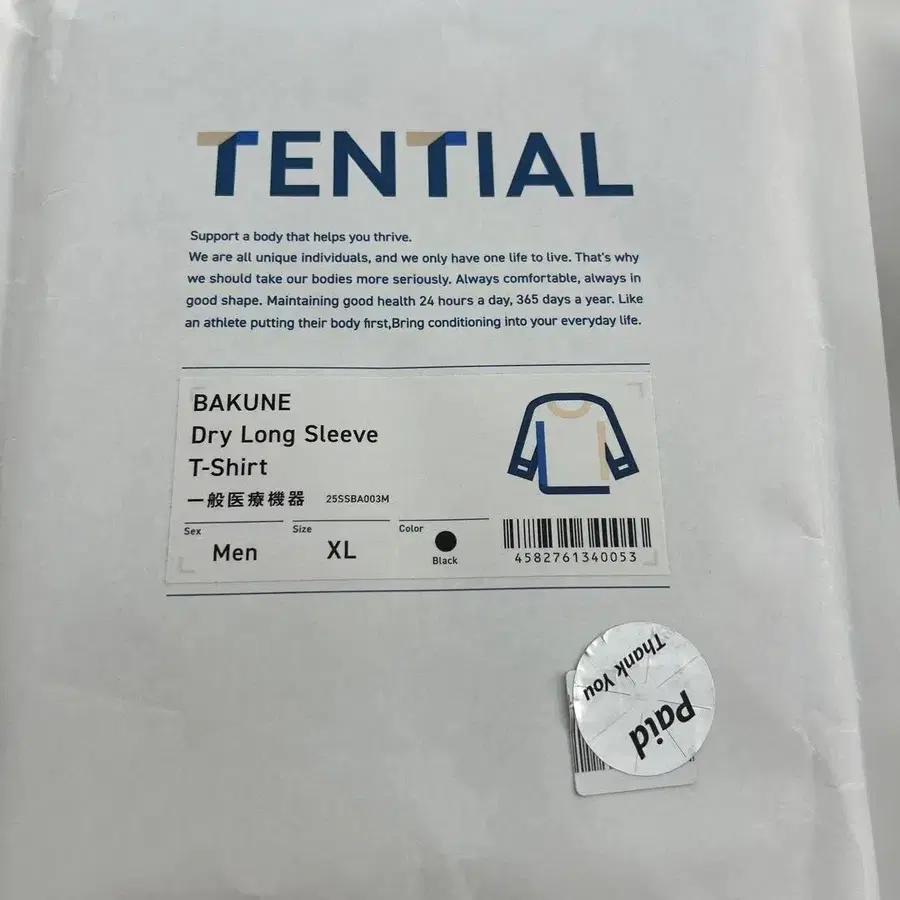 TENTIAL
Support a body that helps you thrive.
We are all unique individuals, and we only have one life to live. That's why
we should take our bodies more seriously. Always comfortable, always in
good shape. Maintaining good health 24 hours a day, 365 days a year. Like
an athlete putting their body first,Bring conditioning into your everyday life.
BAKUNE
Dry Long Sleeve
T-Shirt
一般医療機器 25SSBA003M
Sex
Men
Size
XL
Color
Black
4582761340053
Thank You
Paid